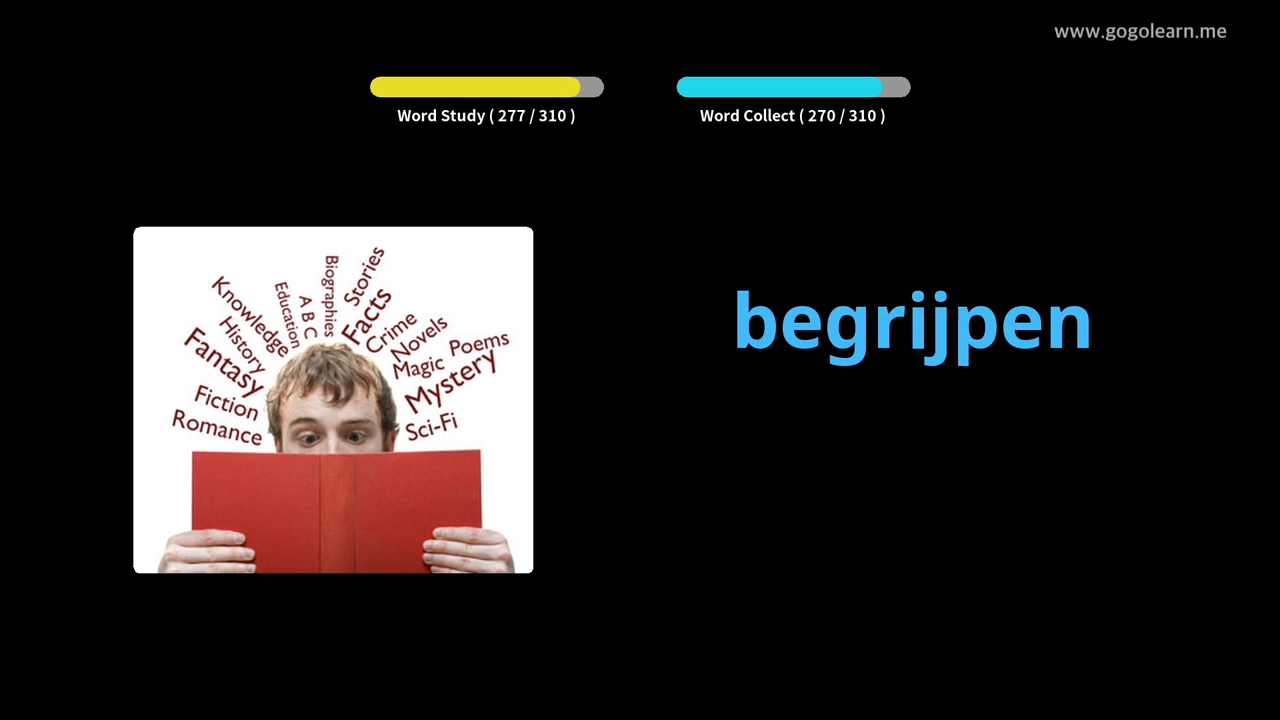 www.gogolearn.me
Word Study ( 277 / 310 )
Word Collect ( 270 / 310 )
begrijpen
Romance
Fiction
Fantasy
History
Knowledge
Education
A B C
Biographies
Stories
Facts
Crime
Novels
Magic
Poems
Mystery
Sci-Fi